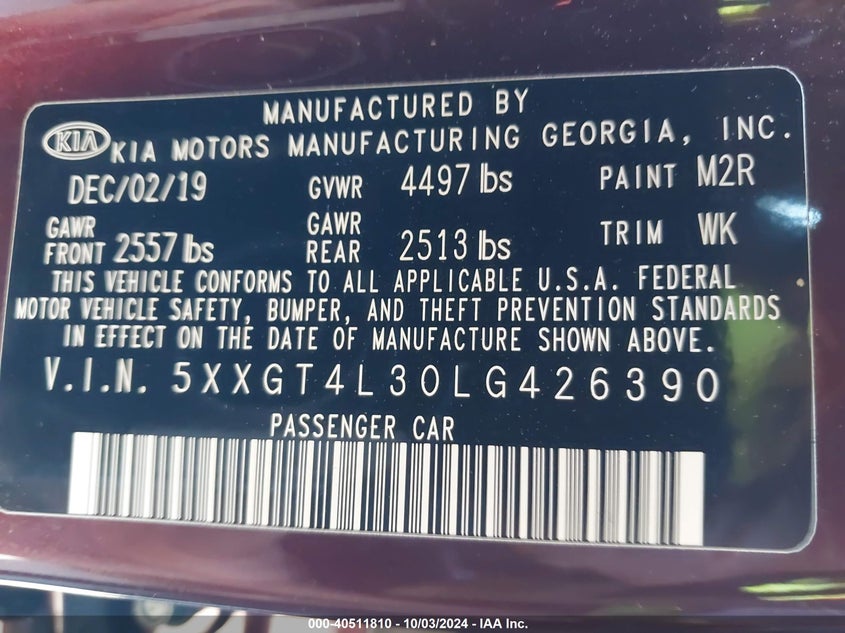 MANUFACTURED BY
KIA KIA MOTORS MANUFACTURING GEORGIA, INC.
DEC/02/19 GVWR 4497 lbs PAINT M2R
GAWR FRONT 2557 lbs GAWR REAR 2513 lbs TRIM WK
THIS VEHICLE CONFORMS TO ALL APPLICABLE U.S.A. FEDERAL
MOTOR VEHICLE SAFETY, BUMPER, AND THEFT PREVENTION STANDARDS
IN EFFECT ON THE DATE OF MANUFACTURE SHOWN ABOVE.
V.I.N. 5XXGT4L30LG426390
PASSENGER CAR
000-40511810 - 10/03/2024 - IAA Inc.